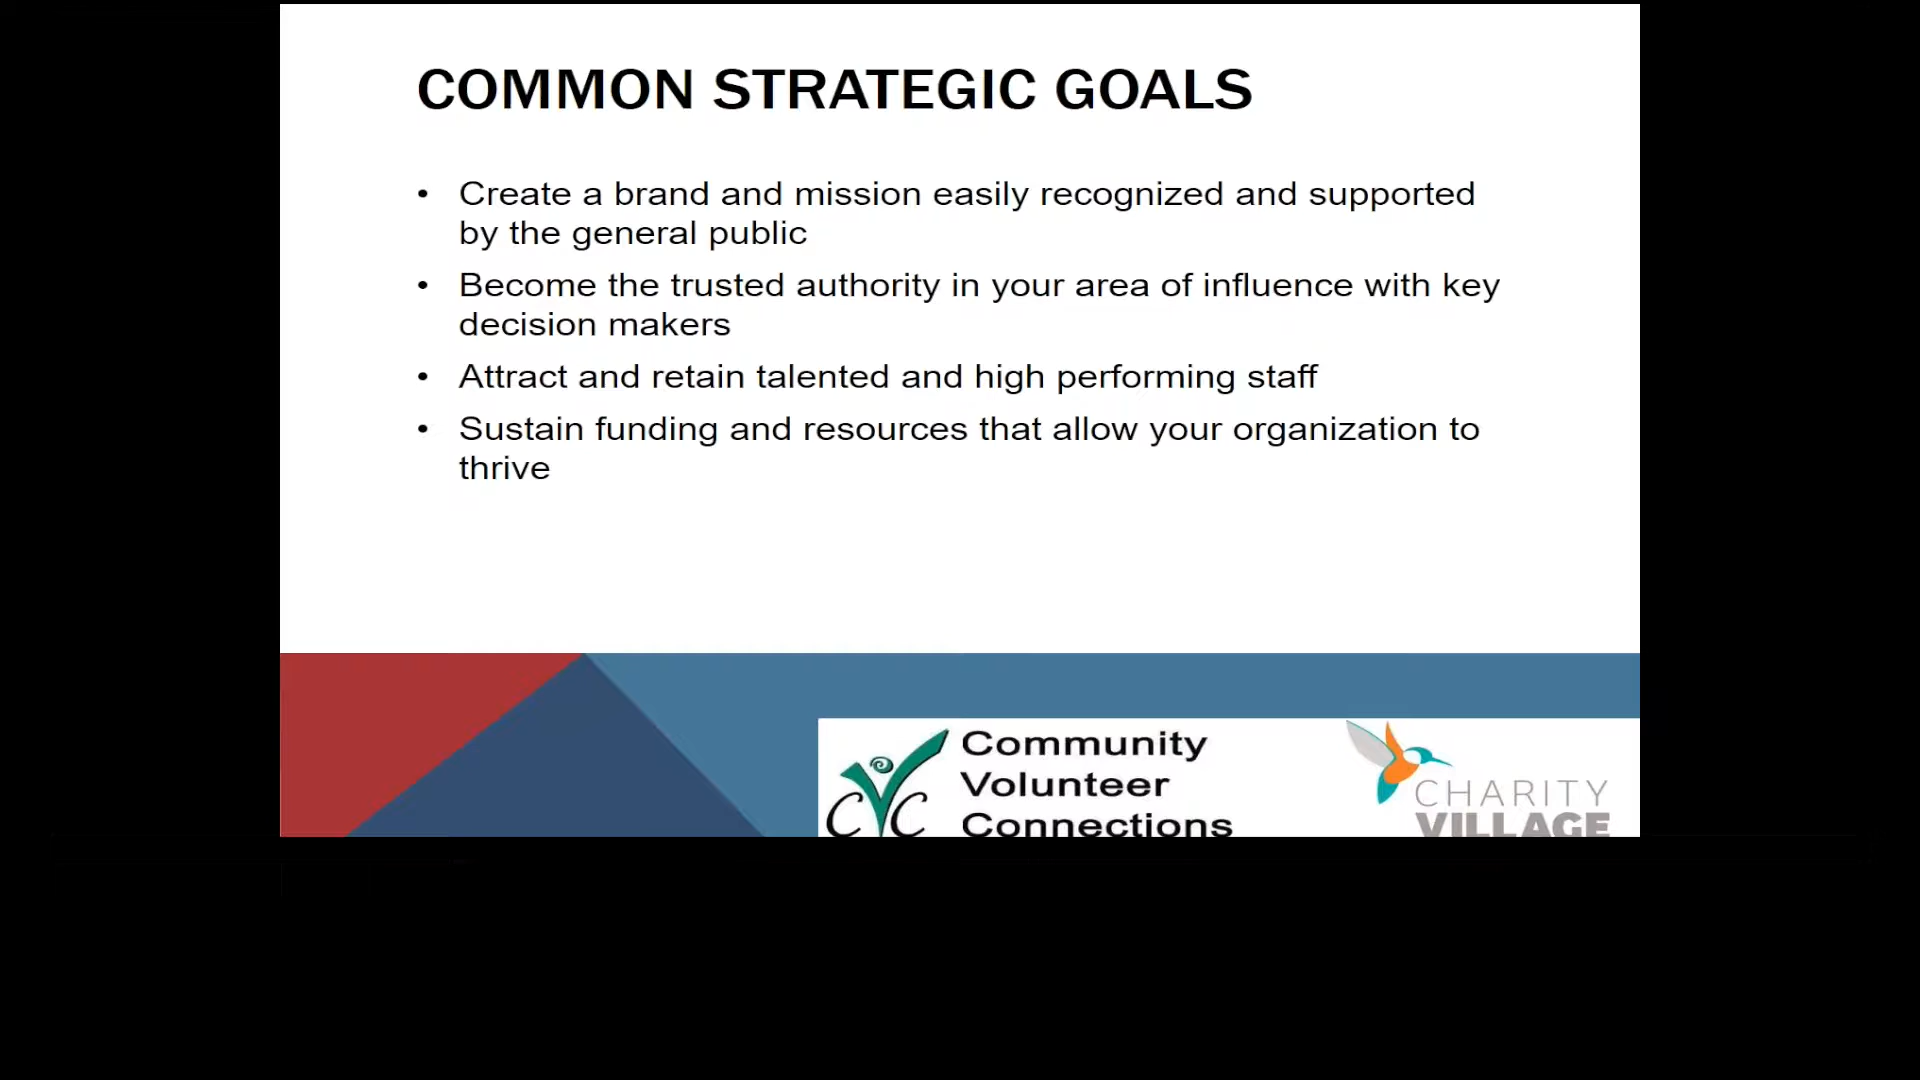 COMMON STRATEGIC GOALS
• Create a brand and mission easily recognized and supported
by the general public
• Become the trusted authority in your area of influence with key
decision makers
• Attract and retain talented and high performing staff
• Sustain funding and resources that allow your organization to
thrive
CVC
Community
Volunteer
Connections
CHARITY
VILLAGE